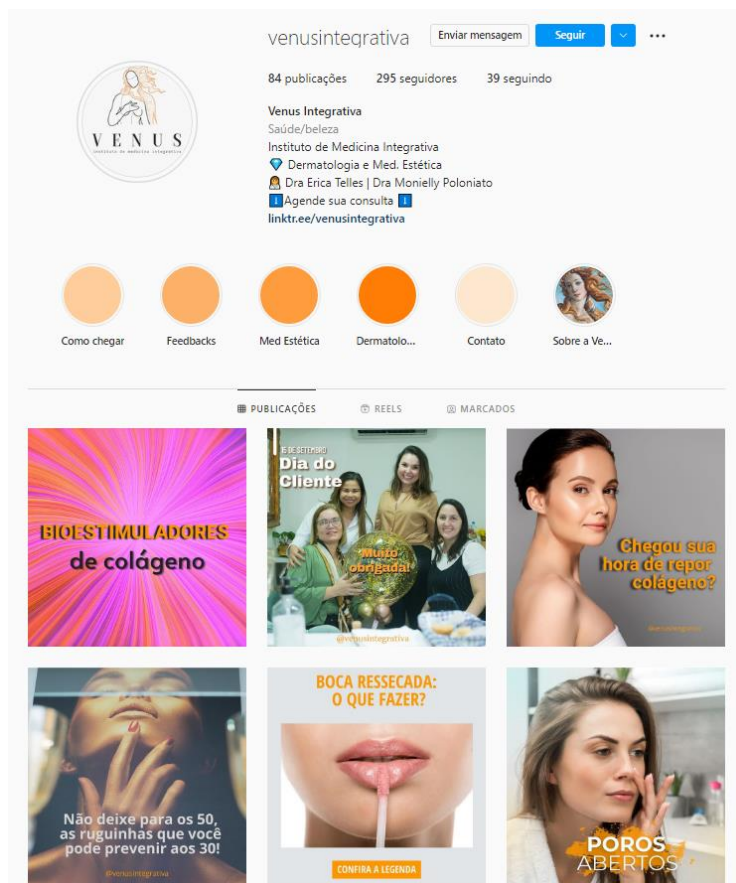 venusintegrativa
Enviar mensagem
Seguir
84 publicações 295 seguidores 39 seguindo
Venus Integrativa
Saúde/beleza
Instituto de Medicina Integrativa
💎 Dermatologia e Med. Estética
👩‍⚕️ Dra Erica Telles | Dra Monielly Poloniato
Agende sua consulta
linktr.ee/venusintegrativa
VENUS
instituto de medicina integrativa
Como chegar
Feedbacks
Med Estética
Dermatolo...
Contato
Sobre a Ve...
PUBLICAÇÕES
REELS
MARCADOS
BIOESTIMULADORES
de colágeno
15 DE SETEMBRO
Dia do
Cliente
Muito
obrigada!
@venusintegrativa
Chegou sua
hora de repor
colágeno?
@venusintegrativa
Não deixe para os 50,
as ruguinhas que você
pode prevenir aos 30!
@venusintegrativa
BOCA RESSECADA:
O QUE FAZER?
CONFIRA A LEGENDA
POROS
ABERTOS